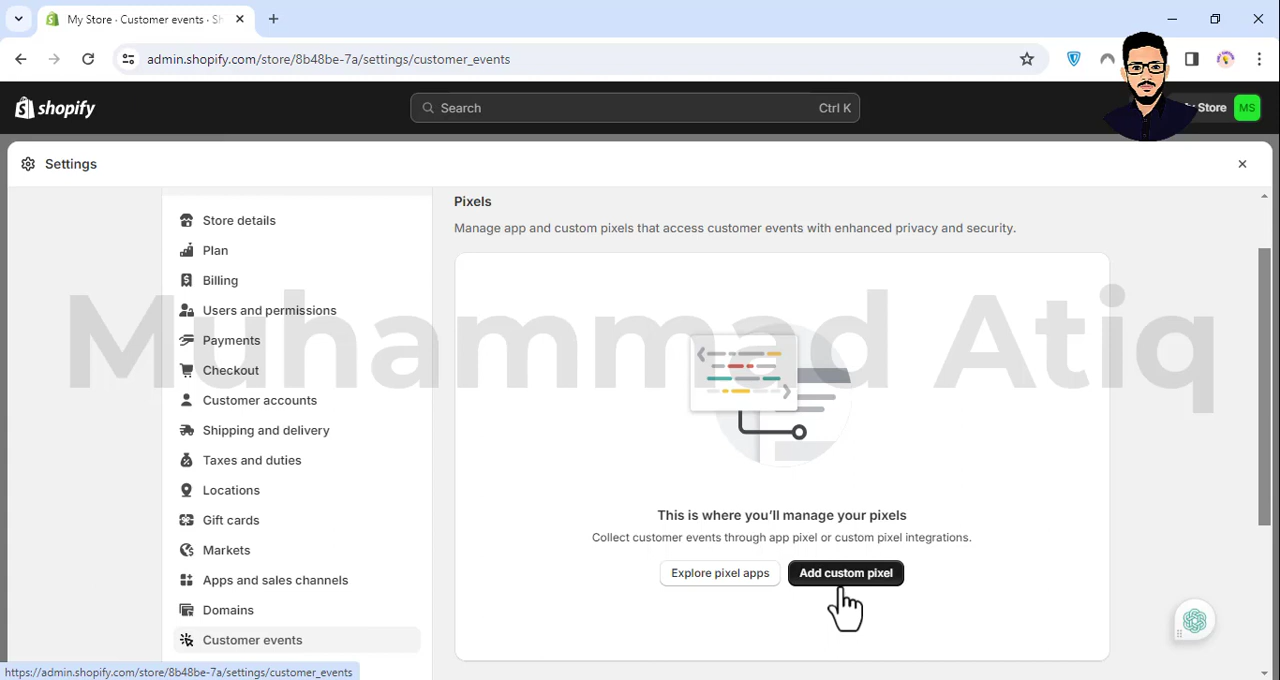 My Store · Customer events · Sh
admin.shopify.com/store/8b48be-7a/settings/customer_events
shopify
Search
Ctrl K
Store
MS
Settings
Store details
Plan
Billing
Users and permissions
Payments
Checkout
Customer accounts
Shipping and delivery
Taxes and duties
Locations
Gift cards
Markets
Apps and sales channels
Domains
Customer events
Pixels
Manage app and custom pixels that access customer events with enhanced privacy and security.
Muhammad Atiq
This is where you'll manage your pixels
Collect customer events through app pixel or custom pixel integrations.
Explore pixel apps
Add custom pixel
https://admin.shopify.com/store/8b48be-7a/settings/customer_events